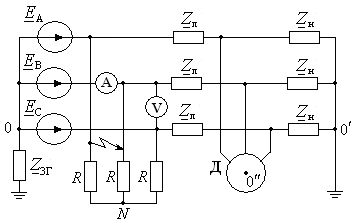 E_A Z_л Z_н
E_B A Z_л Z_н
V
E_C Z_л Z_н
0 0′
Z_ЗГ
R R R Д 0″
N